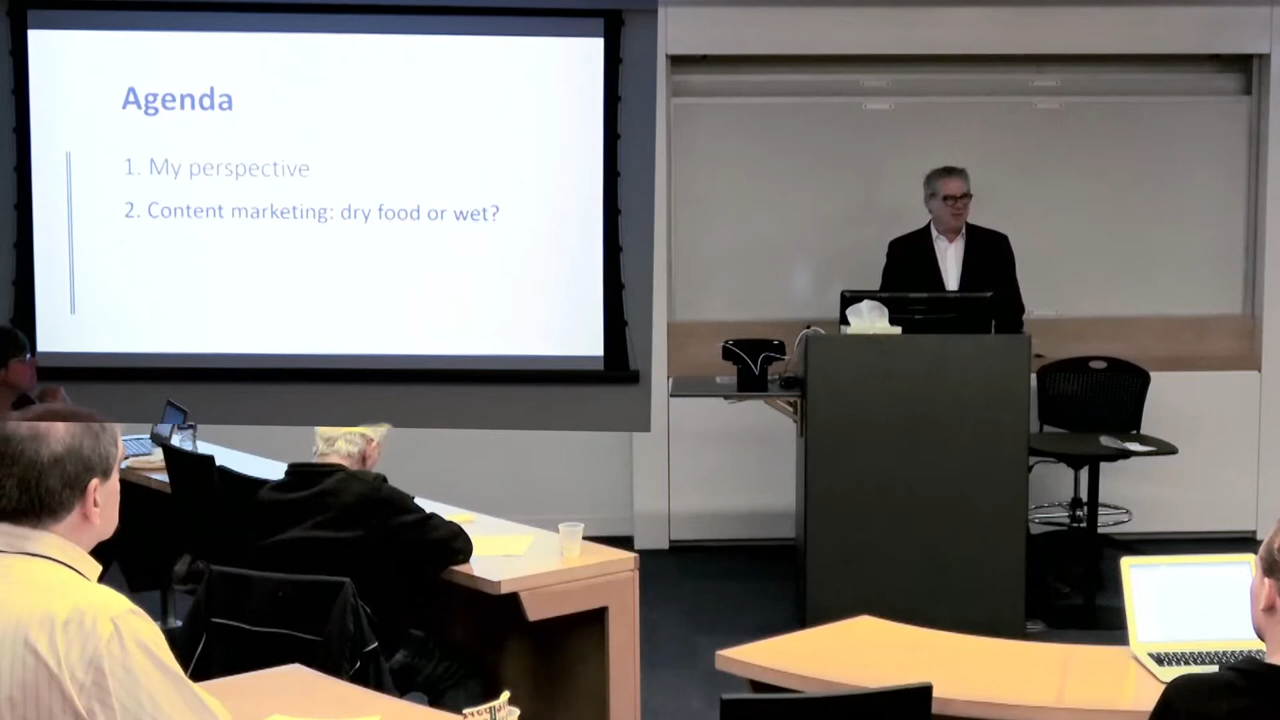 Agenda
1. My perspective
2. Content marketing: dry food or wet?